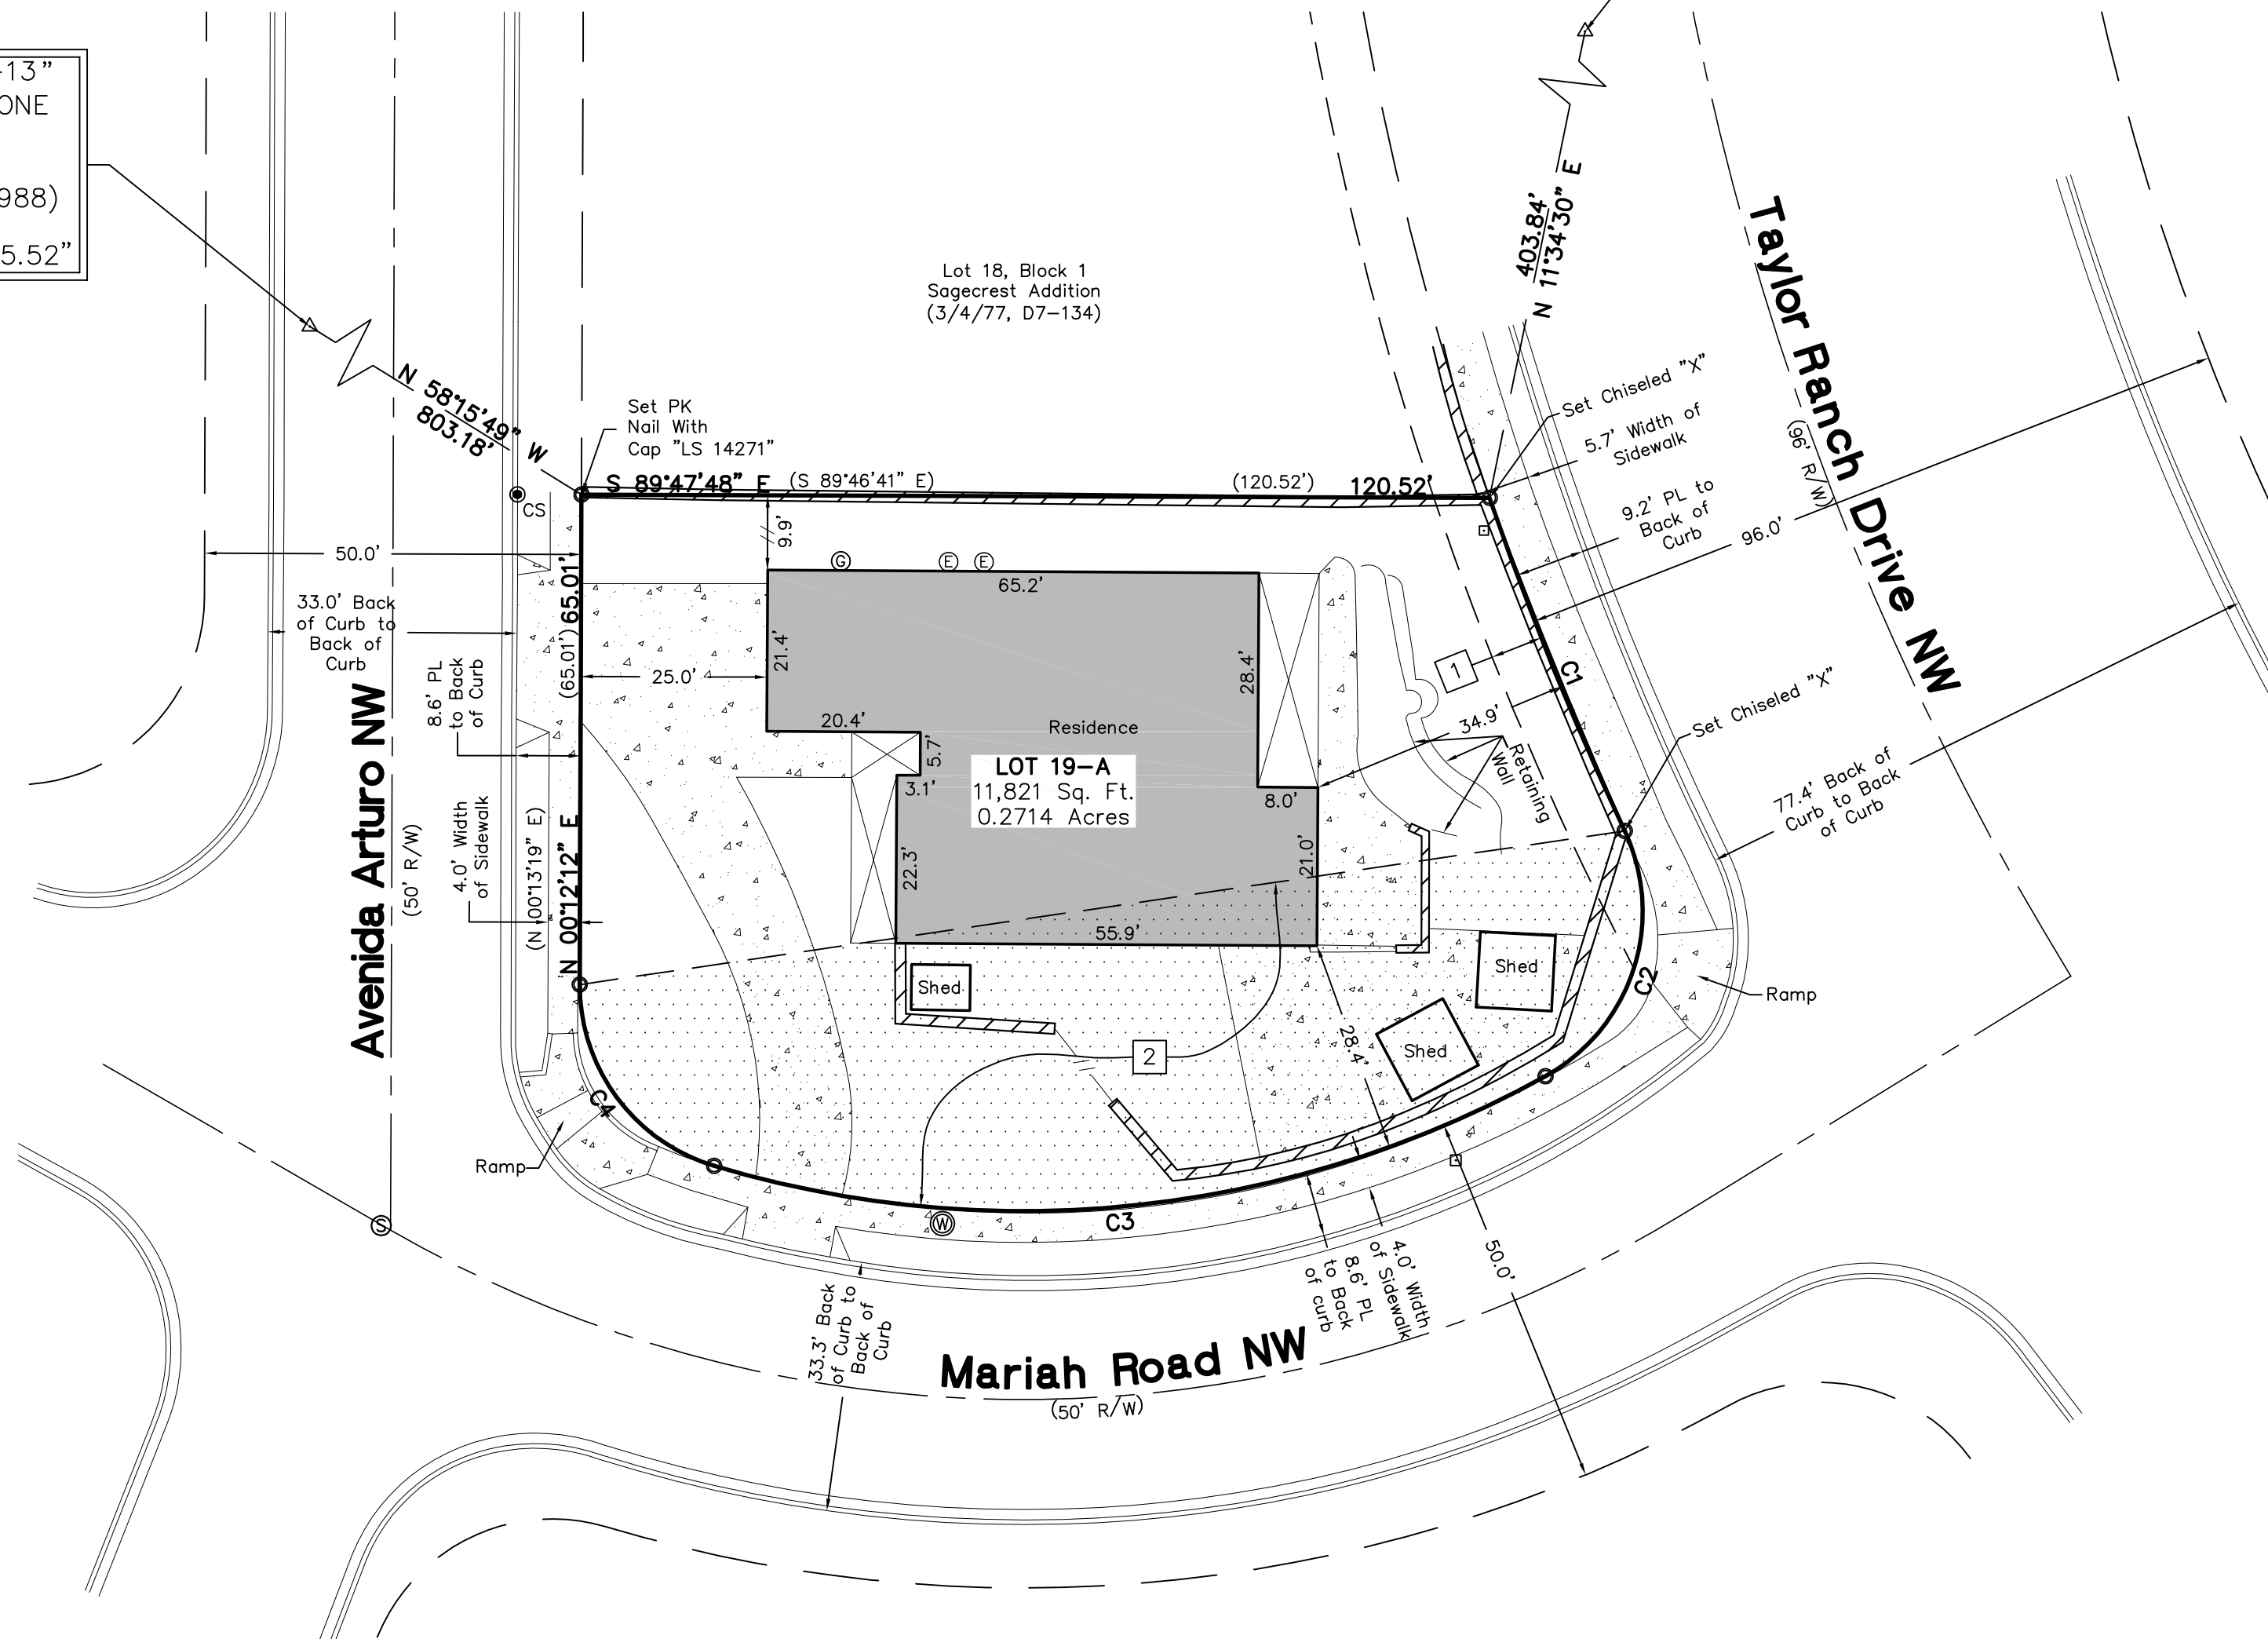 -13"
ONE
988)
5.52"
N 58°15'49" W
803.18'
403.84'
N 11°34'30" E
Lot 18, Block 1
Sagecrest Addition
(3/4/77, D7-134)
Taylor Ranch Drive NW
(96' R/W)
Set Chiseled "X"
5.7' Width of
Sidewalk
Set PK
Nail With
Cap "LS 14271"
S 89°47'48" E
(S 89°46'41" E)
(120.52')
120.52'
CS
9.2' PL to
Back of
Curb
96.0'
50.0'
9.9'
G
E
E
65.2'
33.0' Back
of Curb to
Back of
Curb
65.01'
(65.01')
21.4'
25.0'
28.4'
1
C1
8.6' PL
to Back
of Curb
20.4'
Residence
34.9'
Set Chiseled "X"
5.7'
Retaining
Wall
LOT 19-A
11,821 Sq. Ft.
0.2714 Acres
3.1'
8.0'
77.4' Back of
Curb to Back
of Curb
Avenida Arturo NW
(50' R/W)
4.0' Width
of Sidewalk
(N 00°13'19" E)
N 00°12'12" E
22.3'
21.0'
55.9'
Shed
Shed
C2
Ramp
28.4'
Shed
2
C4
Ramp
S
W
C3
50.0'
4.0' Width
of Sidewalk
8.6' PL
to Back
of curb
33.3' Back
of Curb to
Back of
Curb
Mariah Road NW
(50' R/W)